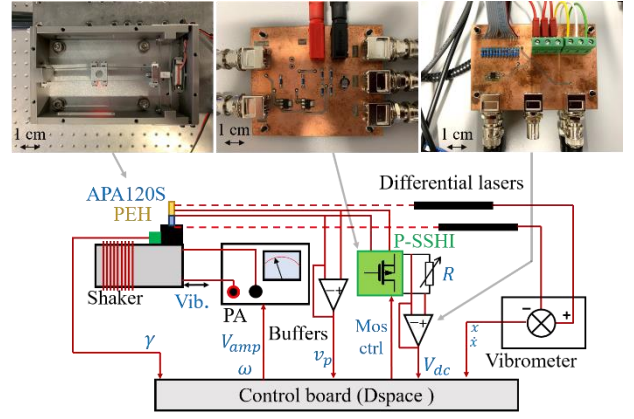 1 cm
1 cm
1 cm
Differential lasers
APA120S
PEH
P-SSHI
R
Shaker
Vib.
PA
Buffers
Mos
ctrl
− +
− +
− +
Vibrometer
γ
V_amp
ω
v_p
V_dc
x
ẋ
Control board (Dspace )